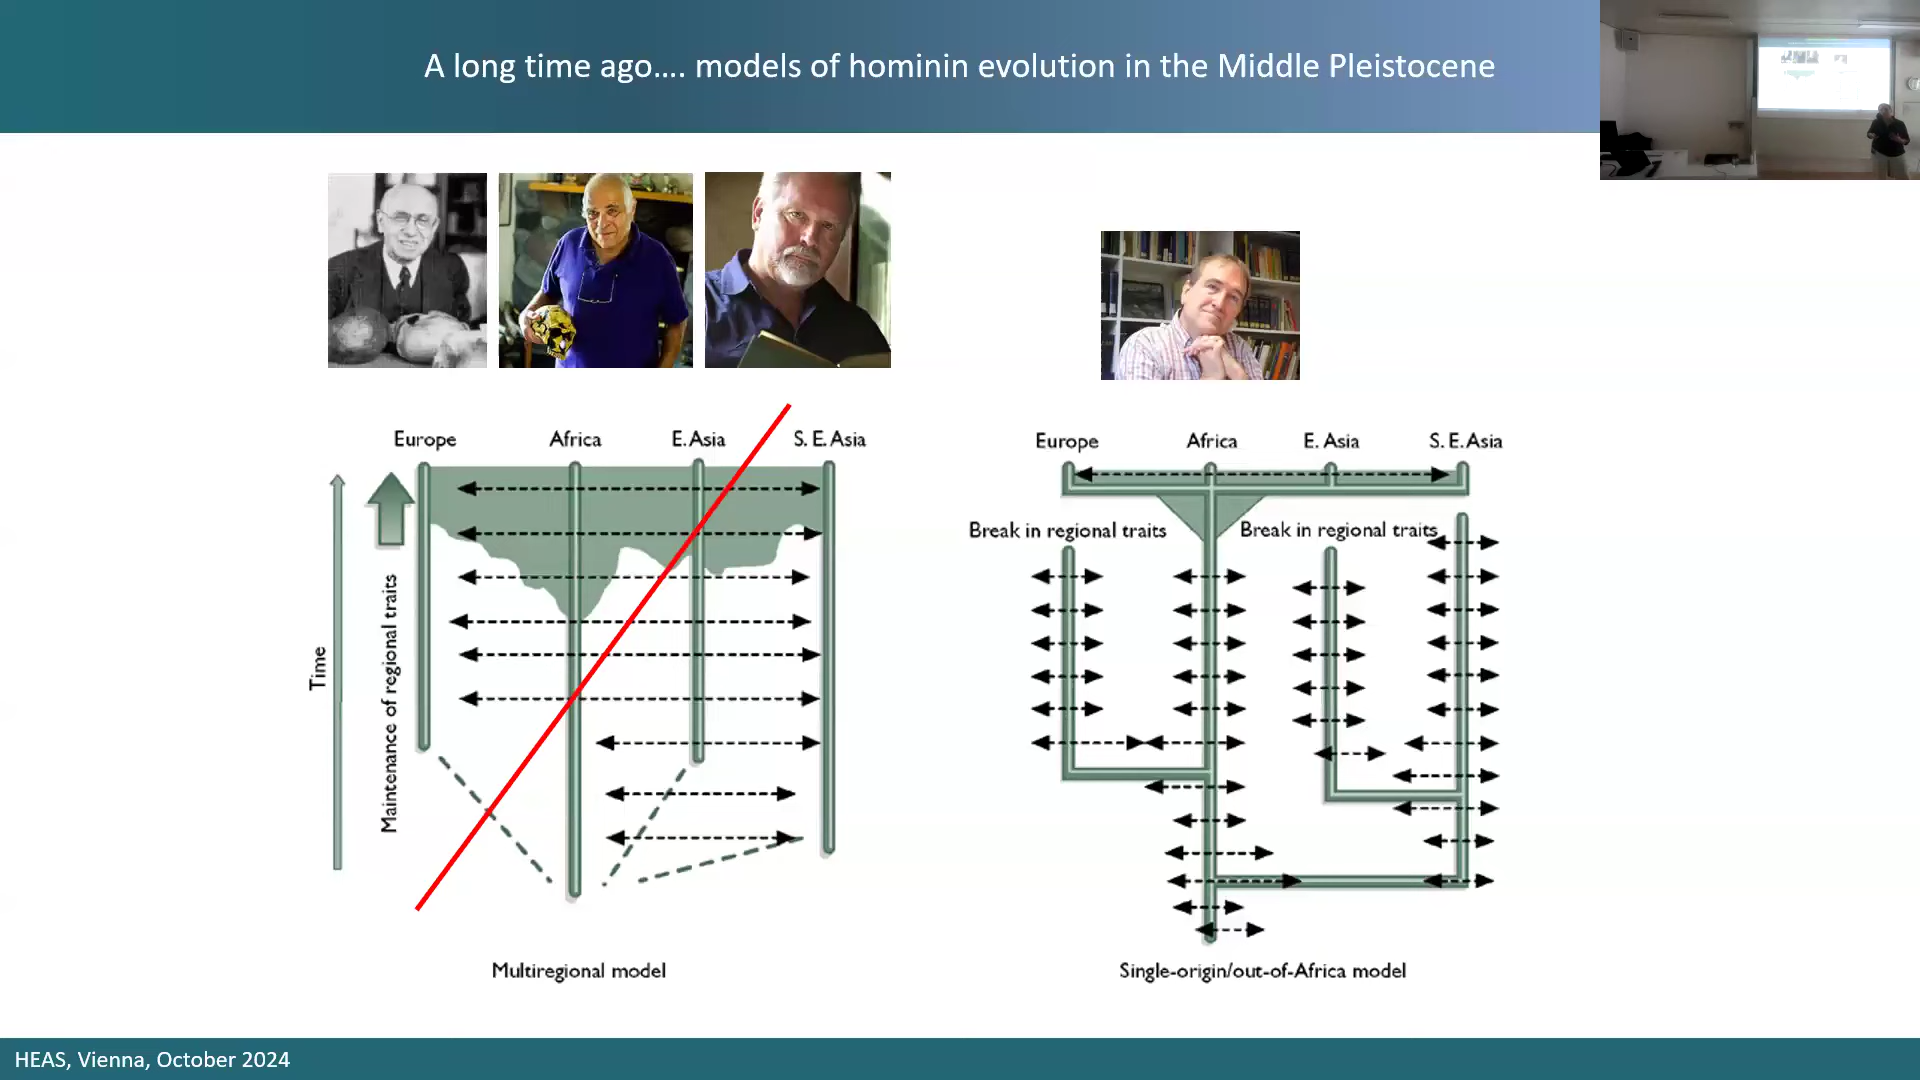 A long time ago.... models of hominin evolution in the Middle Pleistocene
Europe
Africa
E. Asia
S. E. Asia
Time
Maintenance of regional traits
Multiregional model
Europe
Africa
E. Asia
S. E. Asia
Break in regional traits
Break in regional traits
Single-origin/out-of-Africa model
HEAS, Vienna, October 2024